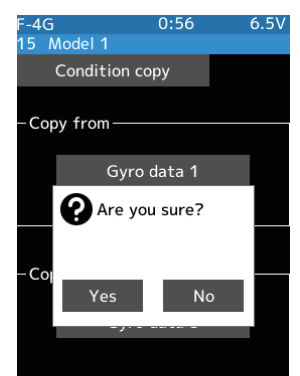 F-4G 0:56 6.5V
15 Model 1
Condition copy
Copy from
Gyro data 1
Are you sure?
Yes No